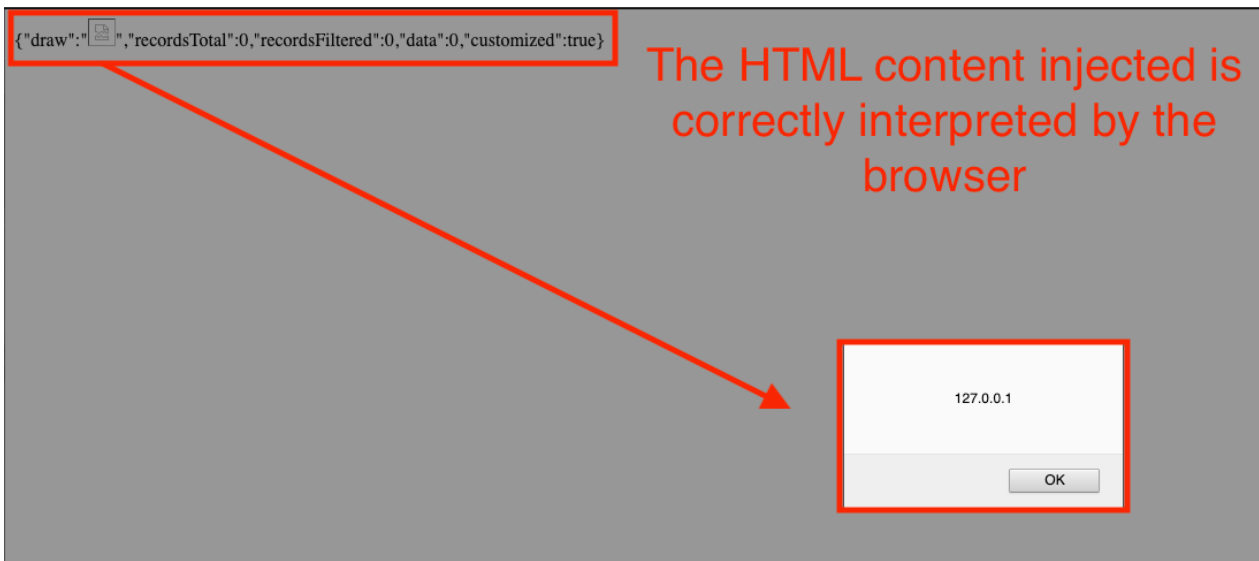 {"draw":"","recordsTotal":0,"recordsFiltered":0,"data":0,"customized":true}
The HTML content injected is
correctly interpreted by the
browser
127.0.0.1
OK